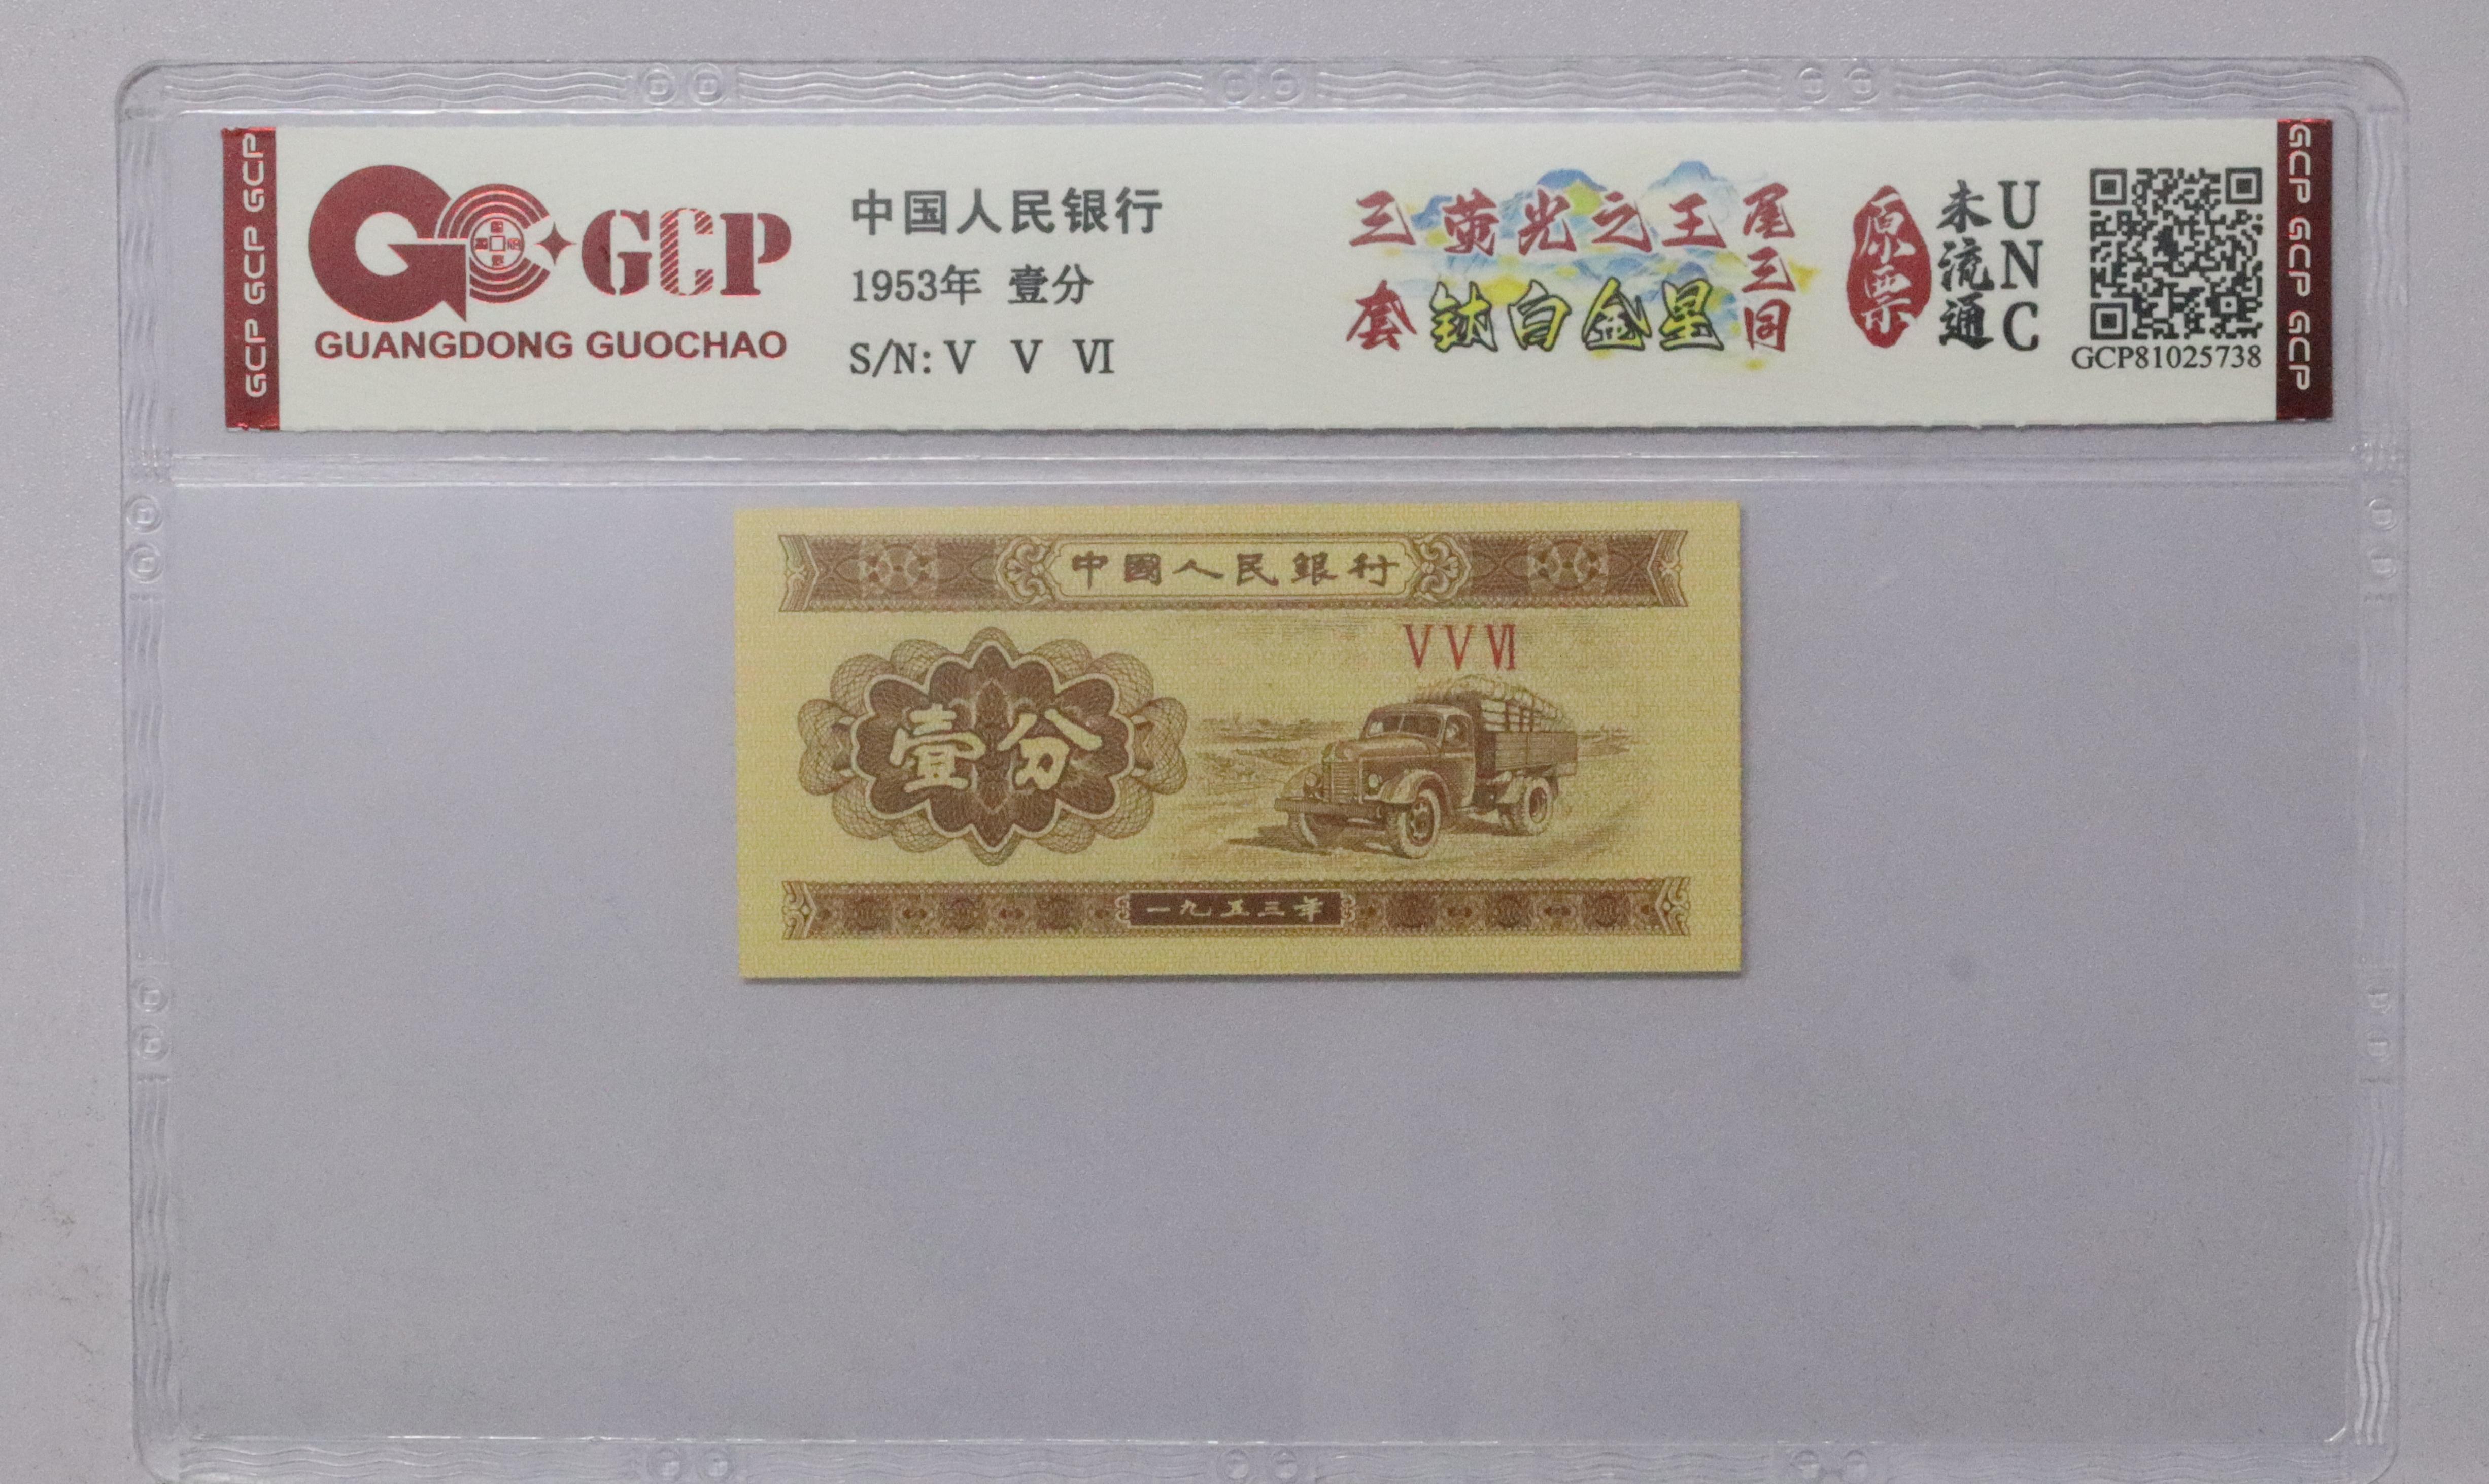 GCP GCP GCP
GCP
GUANGDONG GUOCHAO
中国人民银行
1953年 壹分
S/N: V V VI
三套
荧光之王
钛白金星
尾三同
原票
未流通
UNC
GCP81025738
GCP GCP GCP
中國人民銀行
V V VI
壹分
一九五三年